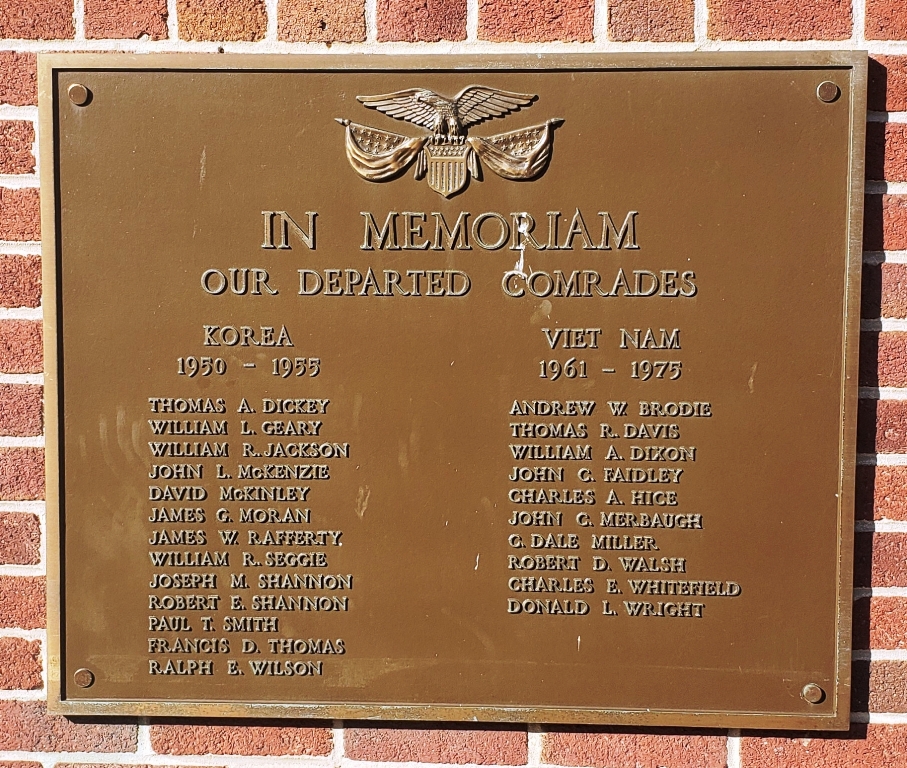 IN MEMORIAM
OUR DEPARTED COMRADES
KOREA
1950 - 1955
THOMAS A. DICKEY
WILLIAM L. GEARY
WILLIAM R. JACKSON
JOHN L. McKENZIE
DAVID McKINLEY
JAMES G. MORAN
JAMES W. RAFFERTY
WILLIAM R. SEGGIE
JOSEPH M. SHANNON
ROBERT E. SHANNON
PAUL T. SMITH
FRANCIS D. THOMAS
RALPH E. WILSON
VIET NAM
1961 - 1975
ANDREW W. BRODIE
THOMAS R. DAVIS
WILLIAM A. DIXON
JOHN C. FAIDLEY
CHARLES A. HICE
JOHN G. MERBAUGH
G. DALE MILLER
ROBERT D. WALSH
CHARLES E. WHITEFIELD
DONALD L. WRIGHT